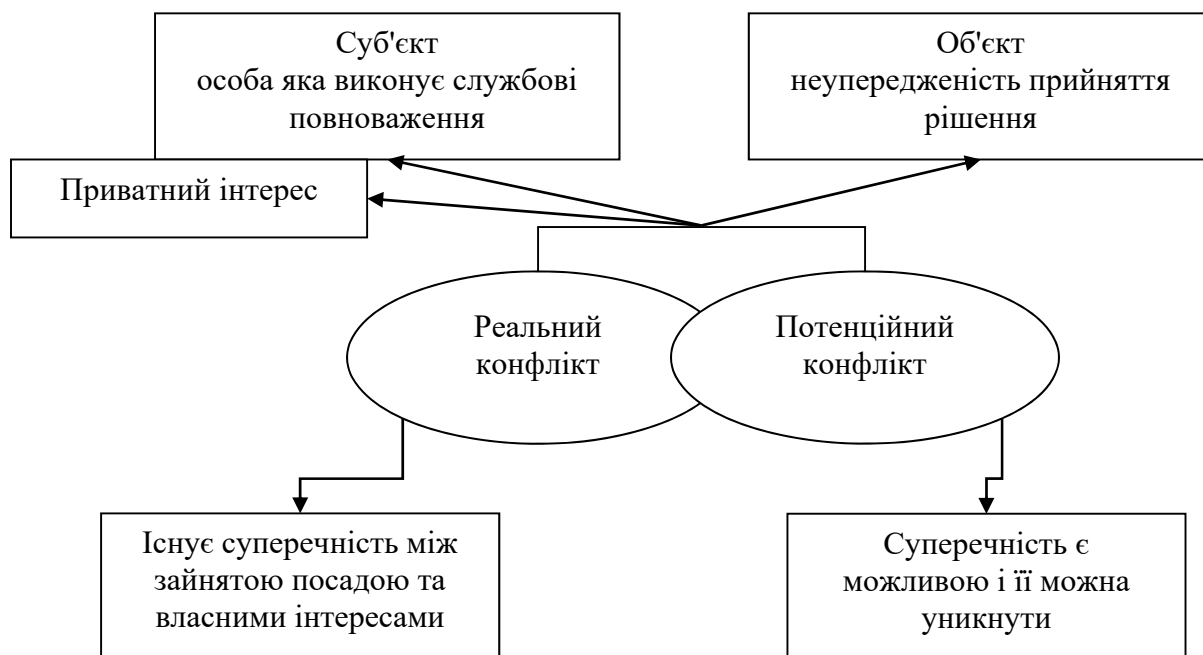 Суб'єкт
особа яка виконує службові
повноваження
Об'єкт
неупередженість прийняття
рішення
Приватний інтерес
Реальний
конфлікт
Потенційний
конфлікт
Існує суперечність між
зайнятою посадою та
власними інтересами
Суперечність є
можливою і її можна
уникнути